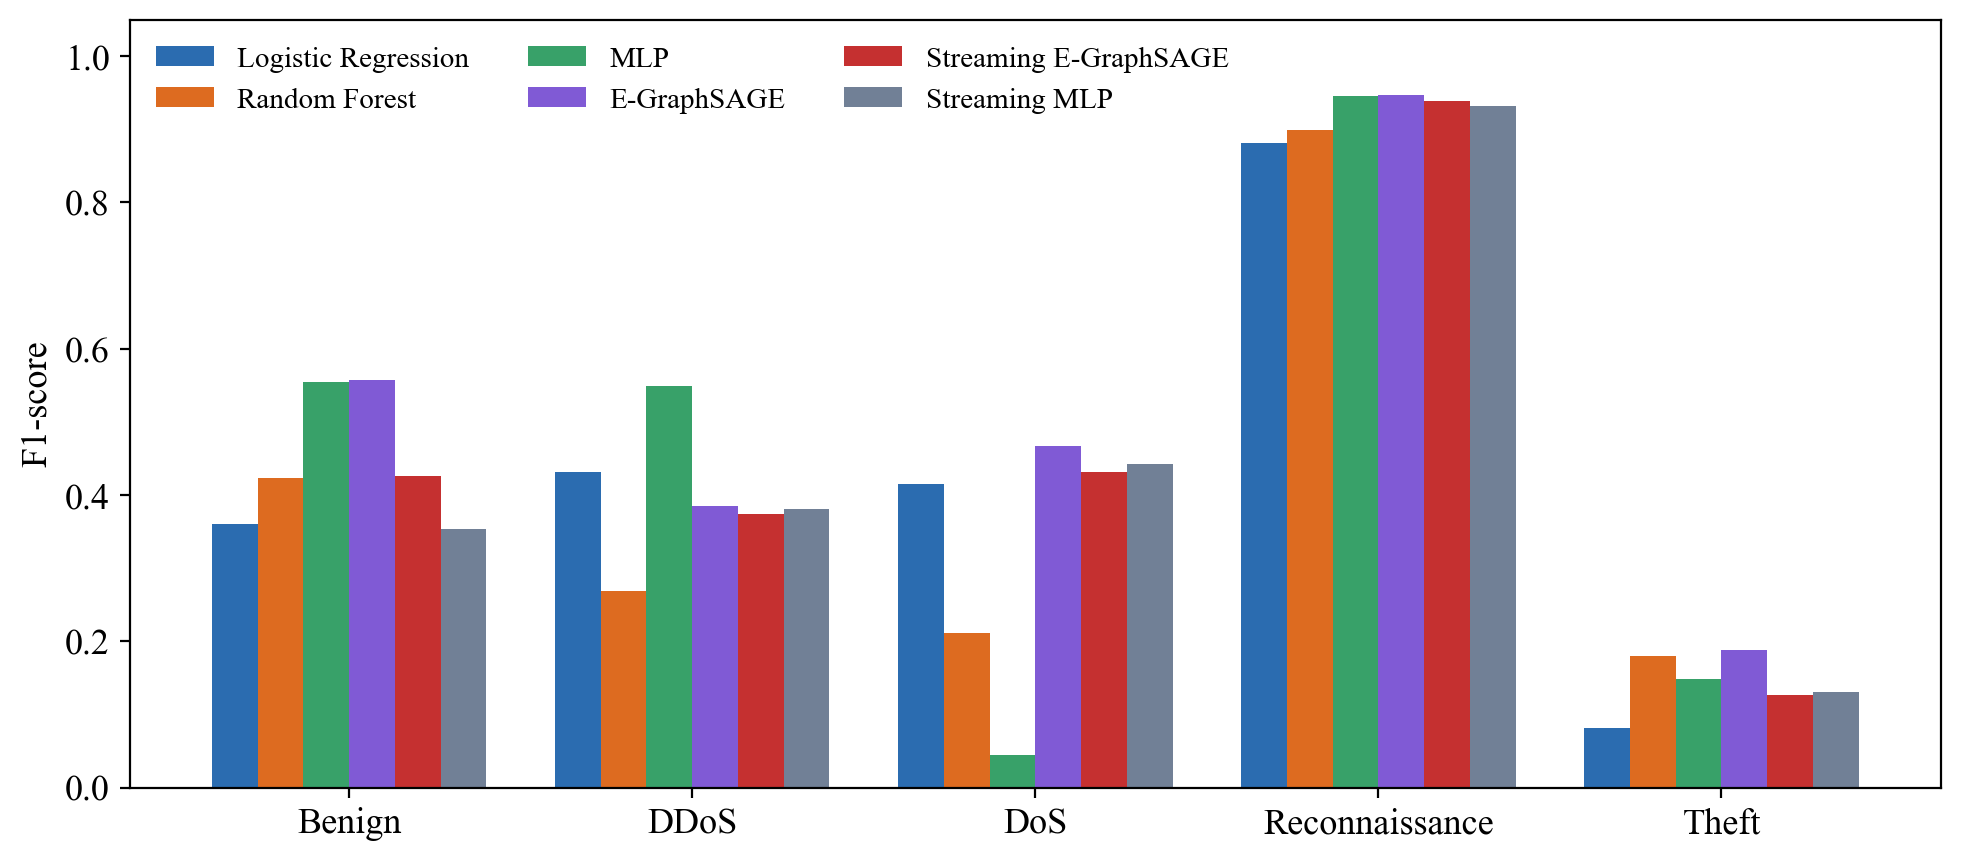 Logistic Regression
Random Forest
MLP
E-GraphSAGE
Streaming E-GraphSAGE
Streaming MLP
F1-score
1.0
0.8
0.6
0.4
0.2
0.0
Benign
DDoS
DoS
Reconnaissance
Theft